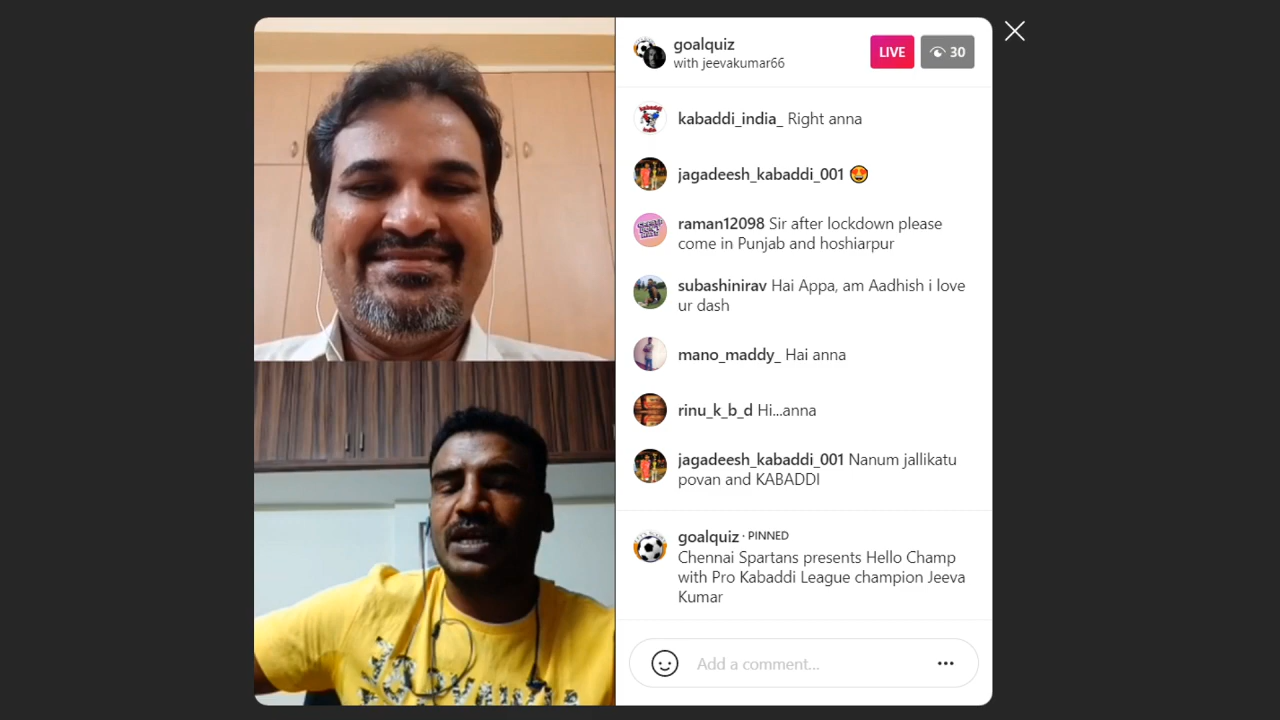 goalquiz
with jeevakumar66
LIVE
30
kabaddi_india_ Right anna
jagadeesh_kabaddi_001 😍
raman12098 Sir after lockdown please
come in Punjab and hoshiarpur
subashinirav Hai Appa, am Aadhish i love
ur dash
mano_maddy_ Hai anna
rinu_k_b_d Hi...anna
jagadeesh_kabaddi_001 Nanum jallikatu
povan and KABADDI
goalquiz · PINNED
Chennai Spartans presents Hello Champ
with Pro Kabaddi League champion Jeeva
Kumar
Add a comment...